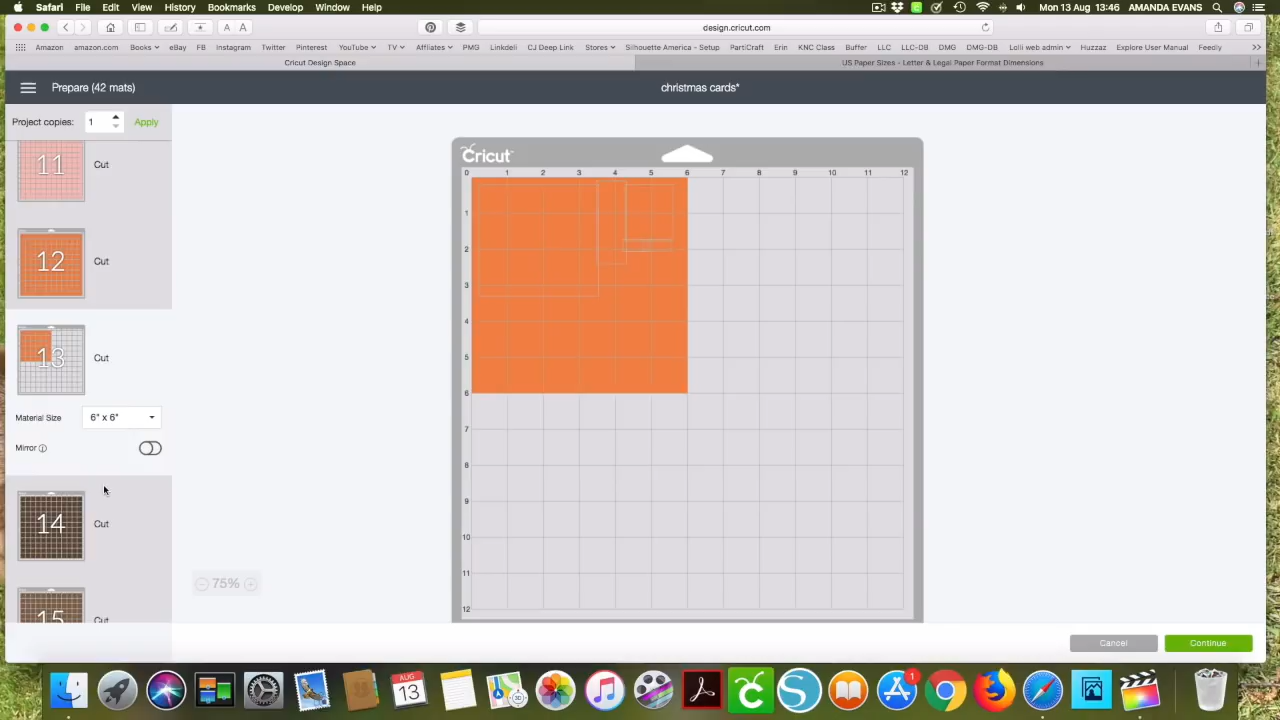 Safari File Edit View History Bookmarks Develop Window Help
Mon 13 Aug 13:46 AMANDA EVANS
A A
design.cricut.com
Amazon amazon.com Books eBay FB Instagram Twitter Pinterest YouTube TV Affliates PMG Linkdeli CJ Deep Link Stores Silhouette America - Setup PartiCraft Erin KNC Class Buffer LLC LLC-DB DMG DMG-DB Lolli web admin Huzzaz Explore User Manual Feedly >>
Cricut Design Space US Paper Sizes - Letter & Legal Paper Format Dimensions
Prepare (42 mats) christmas cards*
Project copies: 1 Apply
11 Cut
12 Cut
13 Cut
Material Size 6" x 6"
Mirror
14 Cut
15 Cut
Cricut
0 1 2 3 4 5 6 7 8 9 10 11 12
1
2
3
4
5
6
7
8
9
10
11
12
75%
Cancel Continue
AUG
13
3D
1